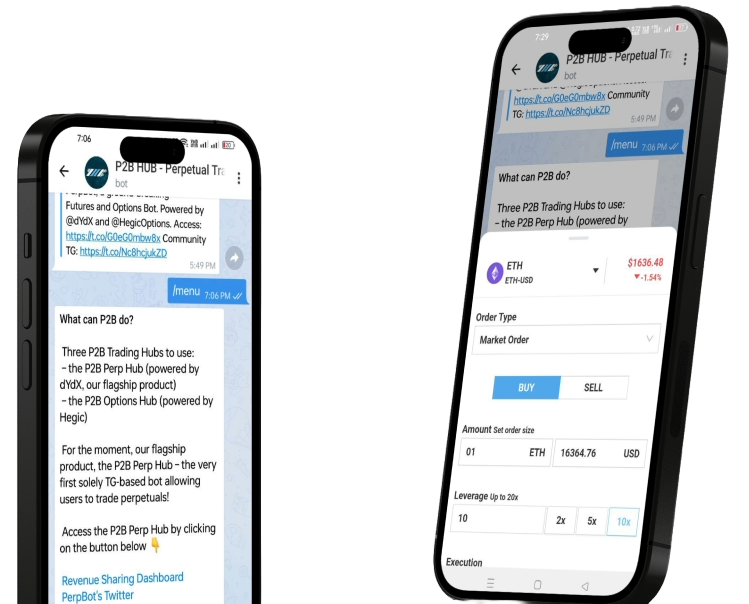 7:06
P2B HUB - Perpetual Tra
bot
Futures and Options Bot. Powered by
@dYdX and @HegicOptions. Access:
https://t.co/G0eG0mbw8x Community
TG: https://t.co/Nc8hcjukZD
5:49 PM
/menu 7:06 PM
What can P2B do?
Three P2B Trading Hubs to use:
– the P2B Perp Hub (powered by
dYdX, our flagship product)
– the P2B Options Hub (powered by
Hegic)
For the moment, our flagship
product, the P2B Perp Hub – the very
first solely TG-based bot allowing
users to trade perpetuals!
Access the P2B Perp Hub by clicking
on the button below 👇
Revenue Sharing Dashboard
PerpBot's Twitter
7:29
P2B HUB - Perpetual Tra
bot
https://t.co/G0eG0mbw8x Community
TG: https://t.co/Nc8hcjukZD
5:49 PM
/menu 7:06 PM
What can P2B do?
Three P2B Trading Hubs to use:
– the P2B Perp Hub (powered by
ETH
ETH-USD
$1636.48
▼-1.54%
Order Type
Market Order
BUY SELL
Amount Set order size
01 ETH 16364.76 USD
Leverage Up to 20x
10 2x 5x 10x
Execution